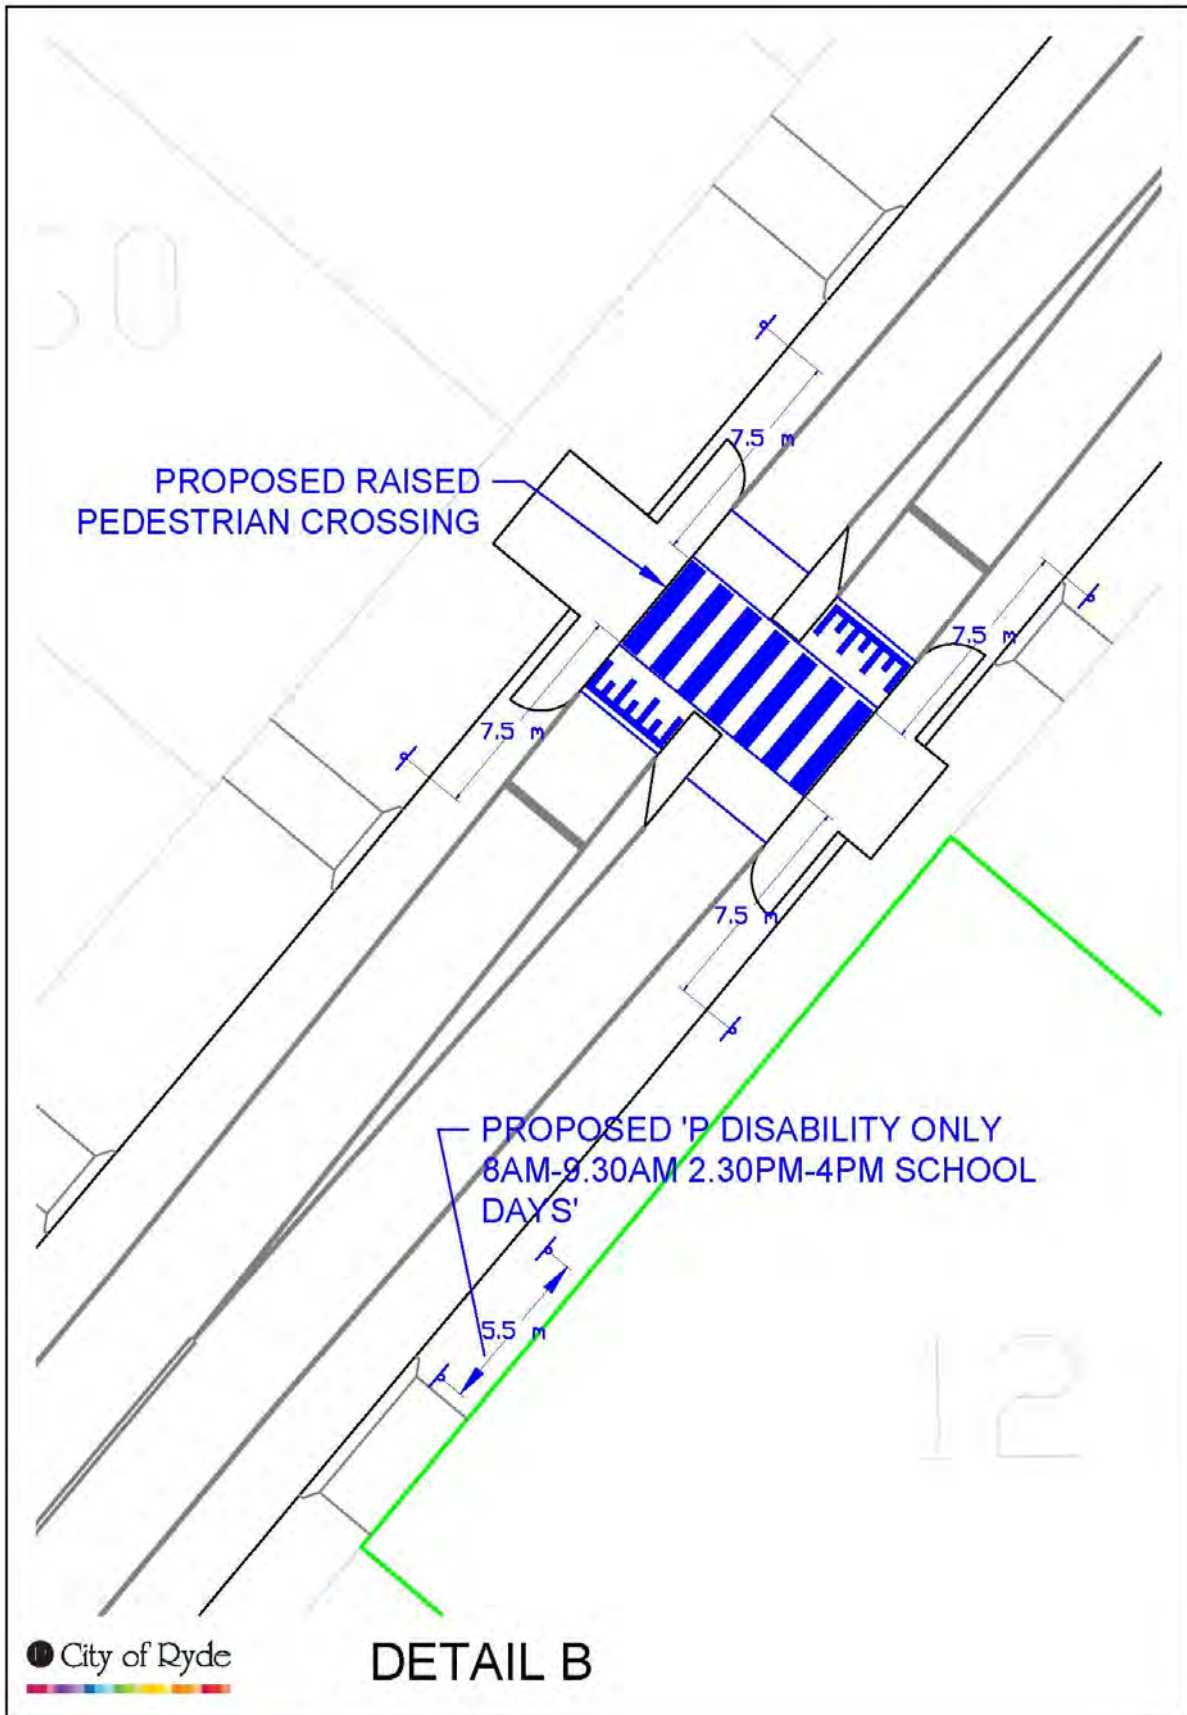 50
7.5 m
PROPOSED RAISED
PEDESTRIAN CROSSING
7.5 m
7.5 m
7.5 m
PROPOSED 'P DISABILITY ONLY
8AM-9.30AM 2.30PM-4PM SCHOOL
DAYS'
5.5 m
12
City of Ryde
DETAIL B